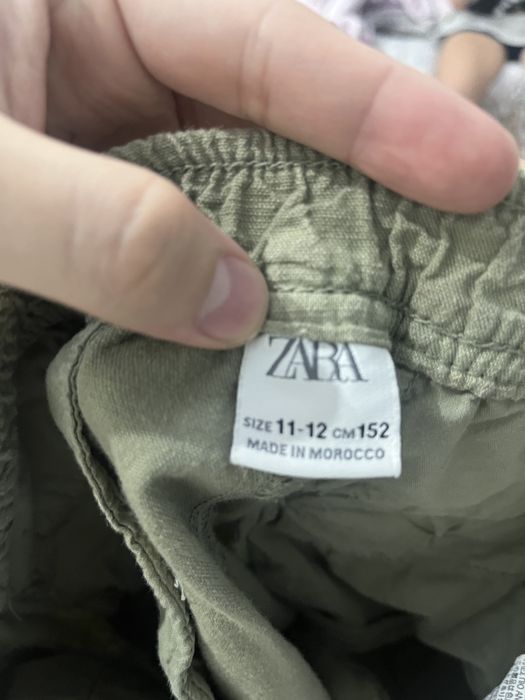 ZARA
SIZE 11-12 CM 152
MADE IN MOROCCO